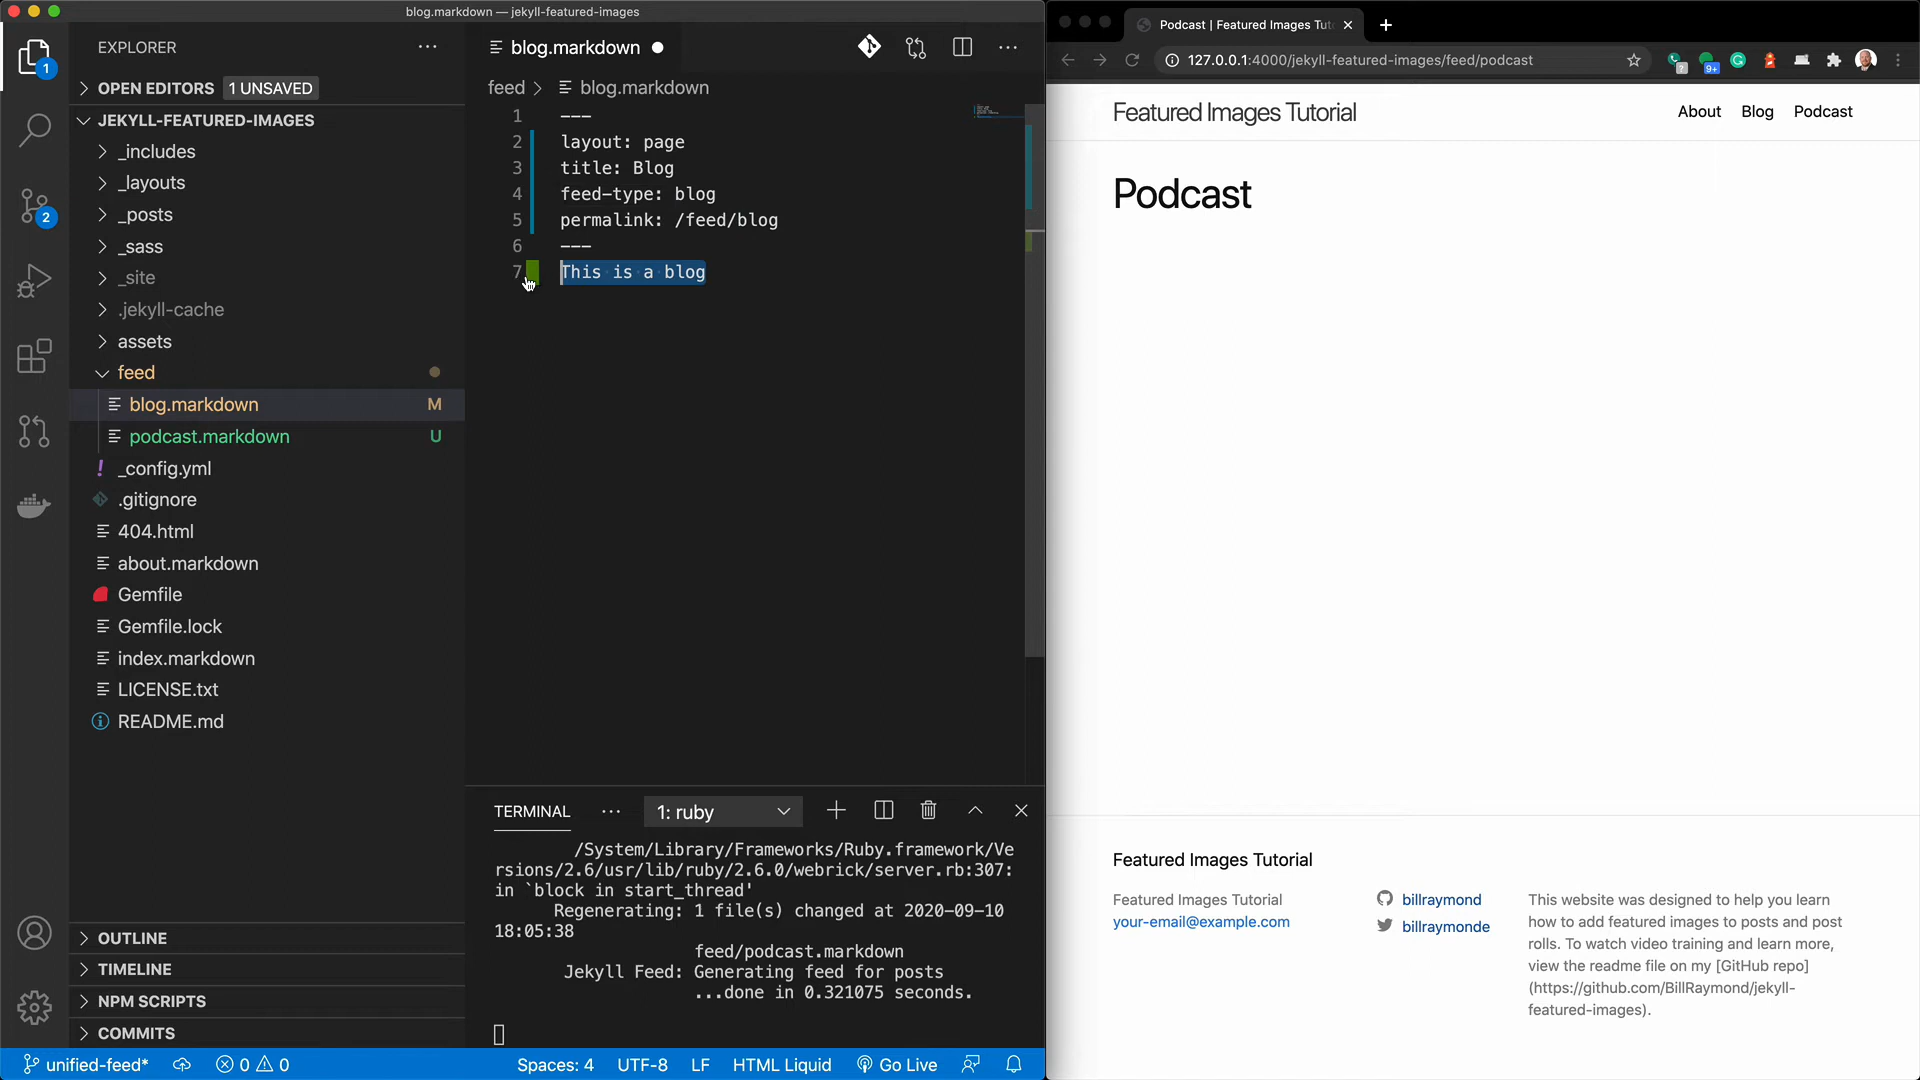 blog.markdown — jekyll-featured-images
EXPLORER
1
OPEN EDITORS 1 UNSAVED
JEKYLL-FEATURED-IMAGES
_includes
_layouts
_posts
_sass
_site
.jekyll-cache
assets
feed
blog.markdown M
podcast.markdown U
_config.yml
.gitignore
404.html
about.markdown
Gemfile
Gemfile.lock
index.markdown
LICENSE.txt
README.md
2
OUTLINE
TIMELINE
NPM SCRIPTS
COMMITS
blog.markdown
feed > blog.markdown
1 ---
2 layout: page
3 title: Blog
4 feed-type: blog
5 permalink: /feed/blog
6 ---
7 This is a blog
TERMINAL 1: ruby
/System/Library/Frameworks/Ruby.framework/Ve
rsions/2.6/usr/lib/ruby/2.6.0/webrick/server.rb:307:
in `block in start_thread'
Regenerating: 1 file(s) changed at 2020-09-10
18:05:38
feed/podcast.markdown
Jekyll Feed: Generating feed for posts
...done in 0.321075 seconds.
unified-feed* 0 0 Spaces: 4 UTF-8 LF HTML Liquid Go Live
Podcast | Featured Images Tut
127.0.0.1:4000/jekyll-featured-images/feed/podcast
?
9+
Featured Images Tutorial
About Blog Podcast
Podcast
Featured Images Tutorial
Featured Images Tutorial
your-email@example.com
billraymond
billraymonde
This website was designed to help you learn
how to add featured images to posts and post
rolls. To watch video training and learn more,
view the readme file on my [GitHub repo]
(https://github.com/BillRaymond/jekyll-
featured-images).